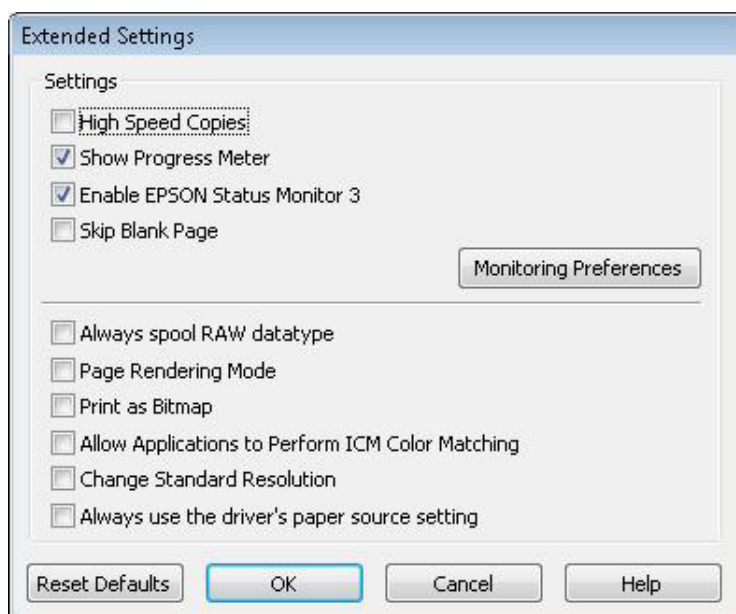 Extended Settings
Settings
High Speed Copies
Show Progress Meter
Enable EPSON Status Monitor 3
Skip Blank Page
Monitoring Preferences
Always spool RAW datatype
Page Rendering Mode
Print as Bitmap
Allow Applications to Perform ICM Color Matching
Change Standard Resolution
Always use the driver's paper source setting
Reset Defaults OK Cancel Help